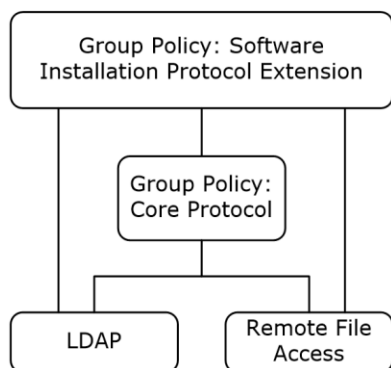 Group Policy: Software
Installation Protocol Extension
Group Policy:
Core Protocol
LDAP
Remote File
Access